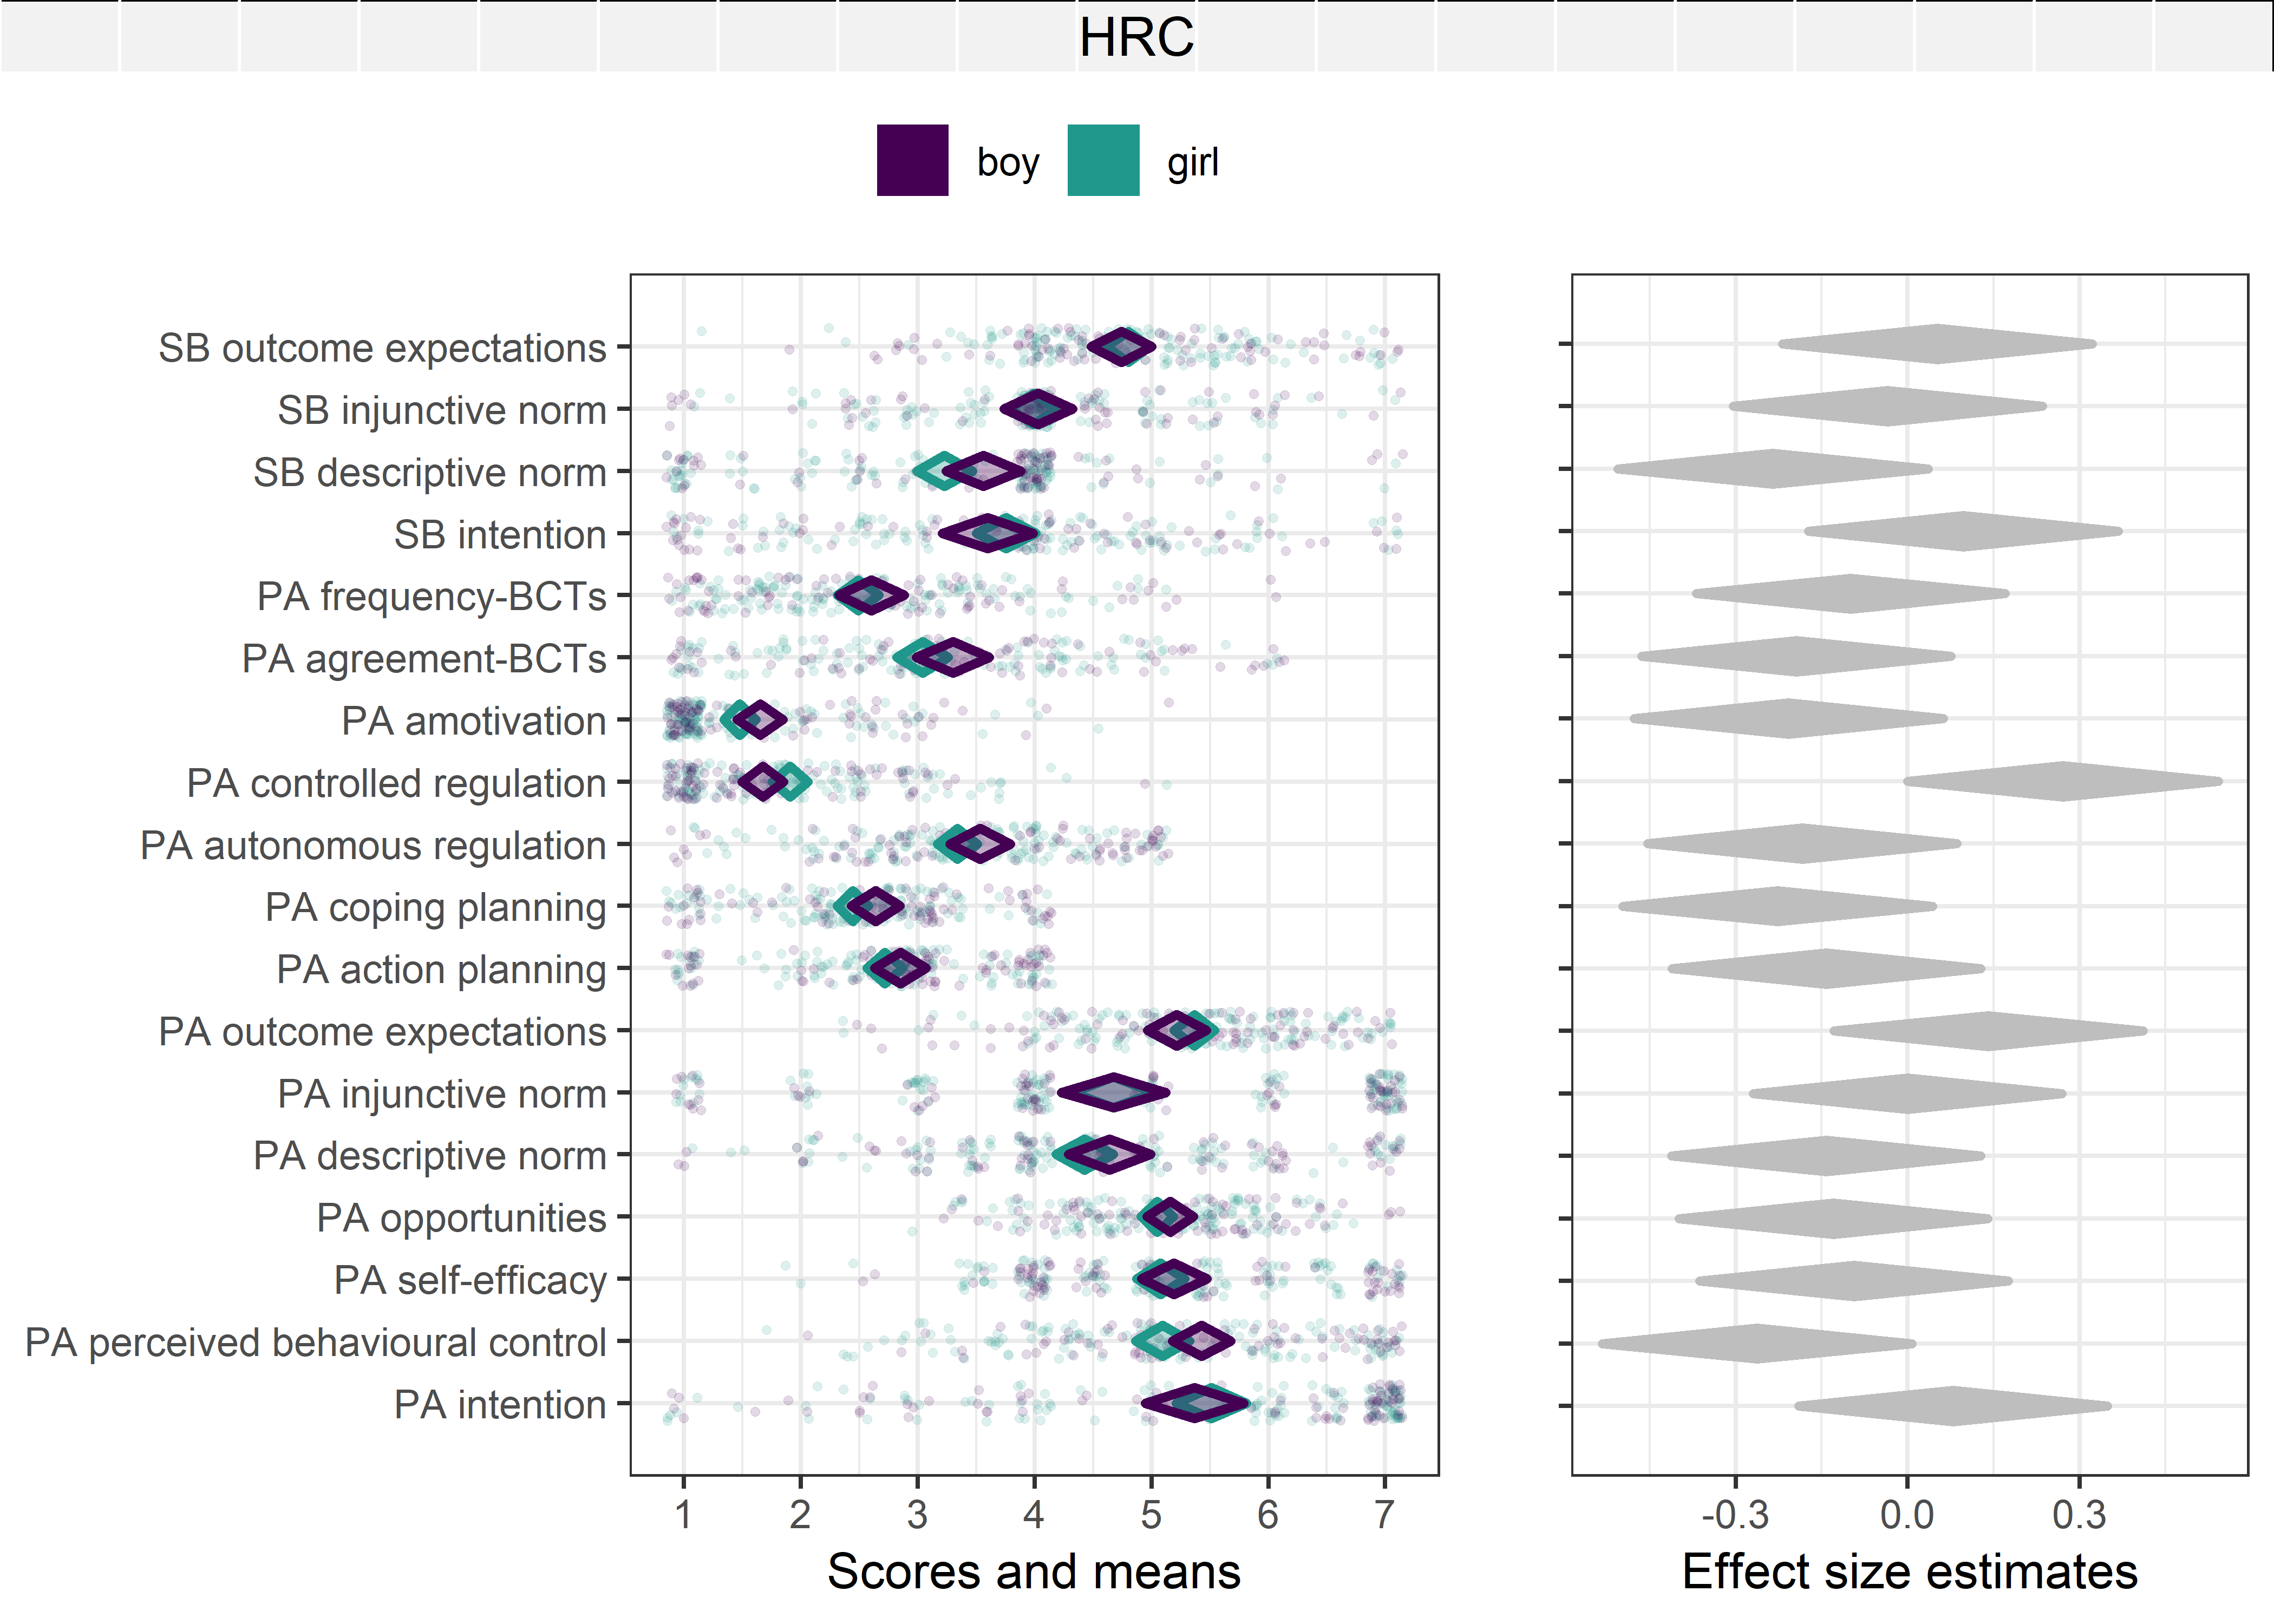 HRC
boy girl
SB outcome expectations
SB injunctive norm
SB descriptive norm
SB intention
PA frequency-BCTs
PA agreement-BCTs
PA amotivation
PA controlled regulation
PA autonomous regulation
PA coping planning
PA action planning
PA outcome expectations
PA injunctive norm
PA descriptive norm
PA opportunities
PA self-efficacy
PA perceived behavioural control
PA intention
1 2 3 4 5 6 7
Scores and means
-0.3 0.0 0.3
Effect size estimates